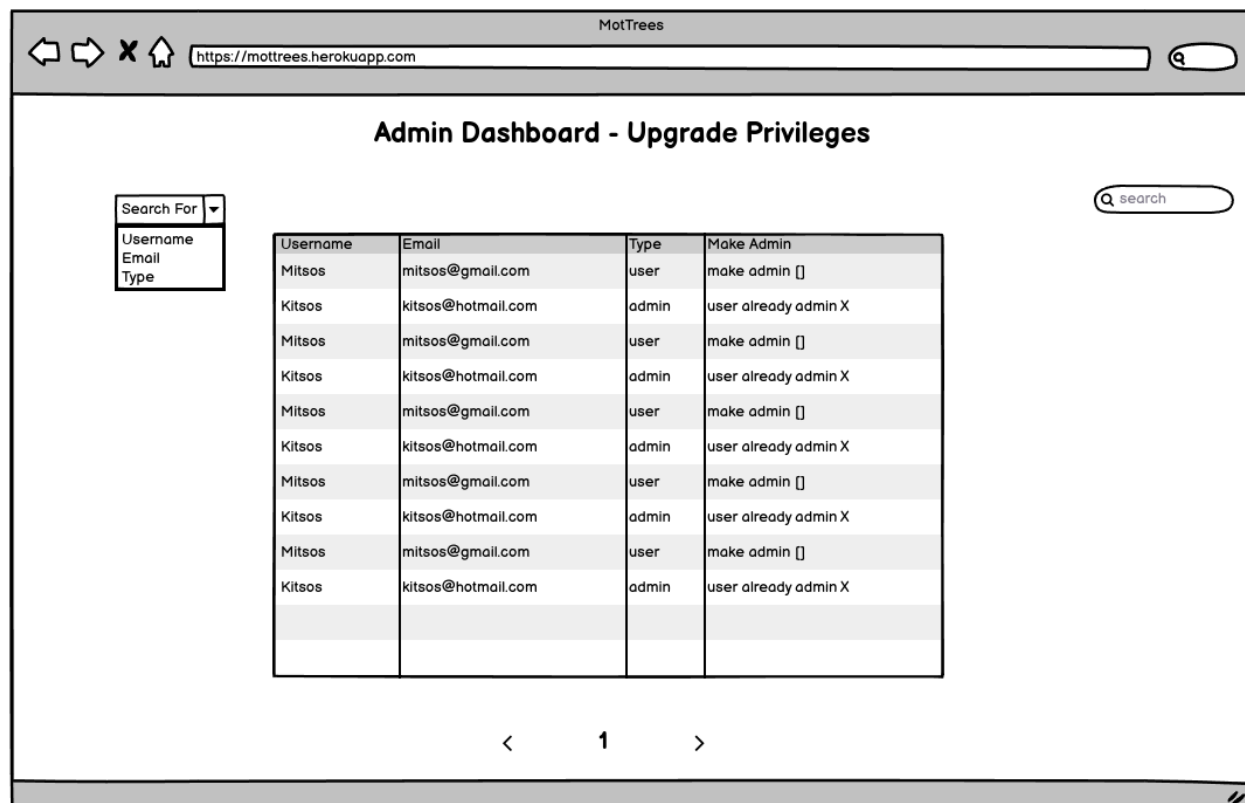 MotTrees
https://mottrees.herokuapp.com
Admin Dashboard - Upgrade Privileges
Search For
search
Username
Email
Type
Username Email Type Make Admin
Mitsos mitsos@gmail.com user make admin []
Kitsos kitsos@hotmail.com admin user already admin X
Mitsos mitsos@gmail.com user make admin []
Kitsos kitsos@hotmail.com admin user already admin X
Mitsos mitsos@gmail.com user make admin []
Kitsos kitsos@hotmail.com admin user already admin X
Mitsos mitsos@gmail.com user make admin []
Kitsos kitsos@hotmail.com admin user already admin X
Mitsos mitsos@gmail.com user make admin []
Kitsos kitsos@hotmail.com admin user already admin X
< 1 >